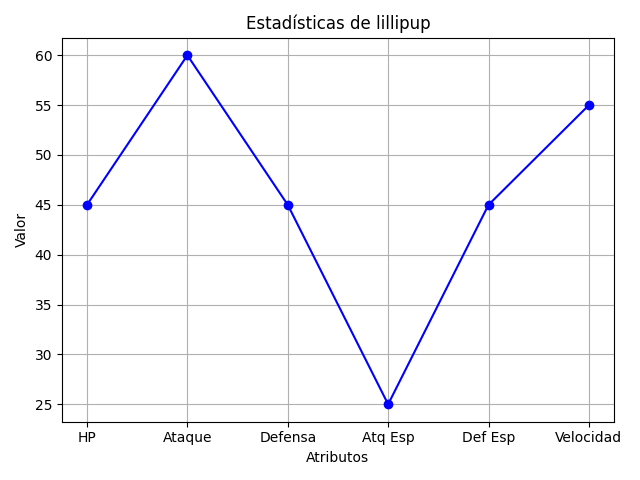 Estadísticas de lillipup
Valor
60
55
50
45
40
35
30
25
HP Ataque Defensa Atq Esp Def Esp Velocidad
Atributos